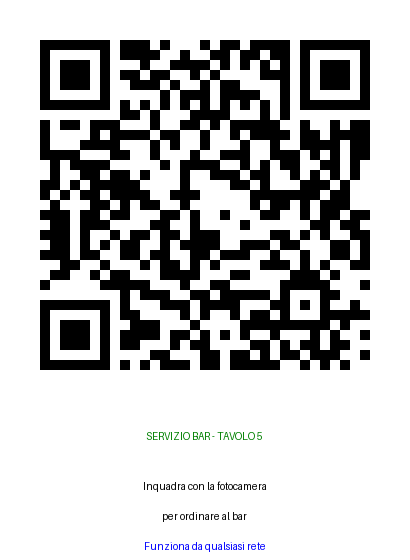 SERVIZIO BAR - TAVOLO 5
Inquadra con la fotocamera
per ordinare al bar
Funziona da qualsiasi rete